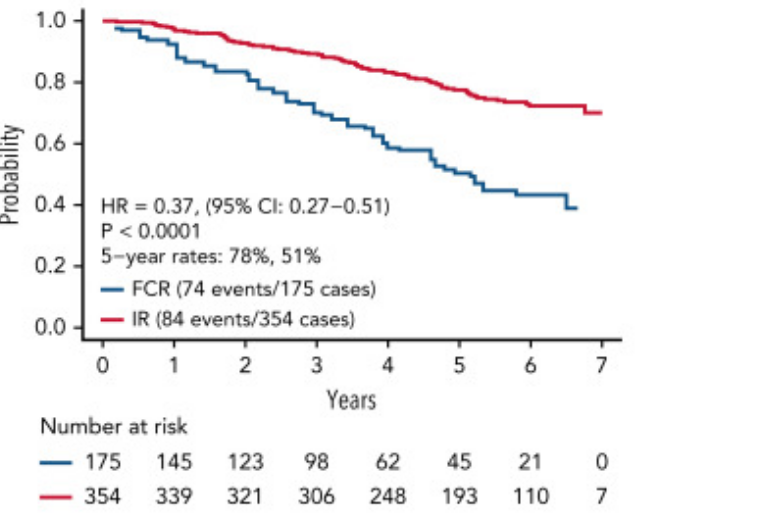 1.0
0.8
0.6
0.4
0.2
0.0
Probability
HR = 0.37, (95% CI: 0.27–0.51)
P < 0.0001
5–year rates: 78%, 51%
FCR (74 events/175 cases)
IR (84 events/354 cases)
0 1 2 3 4 5 6 7
Years
Number at risk
175 145 123 98 62 45 21 0
354 339 321 306 248 193 110 7